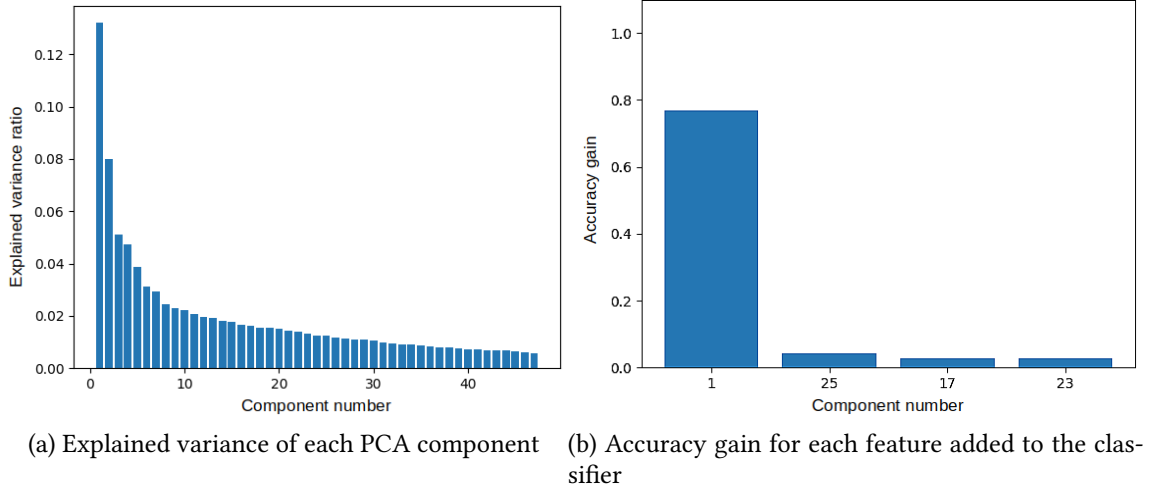 0.12
0.10
0.08
0.06
0.04
0.02
0.00
Explained variance ratio
0 10 20 30 40
Component number
(a) Explained variance of each PCA component
1.0
0.8
0.6
0.4
0.2
0.0
Accuracy gain
1 25 17 23
Component number
(b) Accuracy gain for each feature added to the clas-
sifier